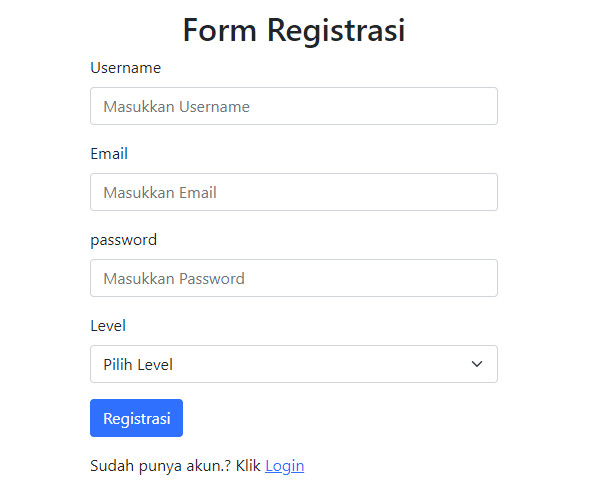 Form Registrasi
Username
Masukkan Username
Email
Masukkan Email
password
Masukkan Password
Level
Pilih Level
Registrasi
Sudah punya akun.? Klik Login